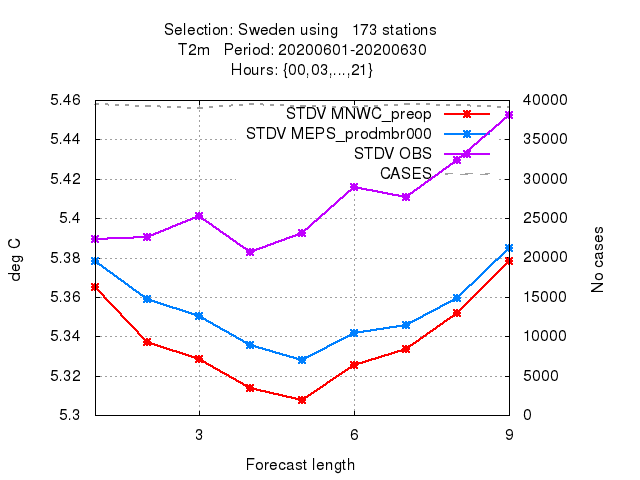 Selection: Sweden using   173 stations
T2m   Period: 20200601-20200630
Hours: {00,03,...,21}
5.46
5.44
5.42
5.4
5.38
5.36
5.34
5.32
5.3
deg C
STDV MNWC_preop
STDV MEPS_prodmbr000
STDV OBS
CASES
40000
35000
30000
25000
20000
15000
10000
5000
0
No cases
3 6 9
Forecast length